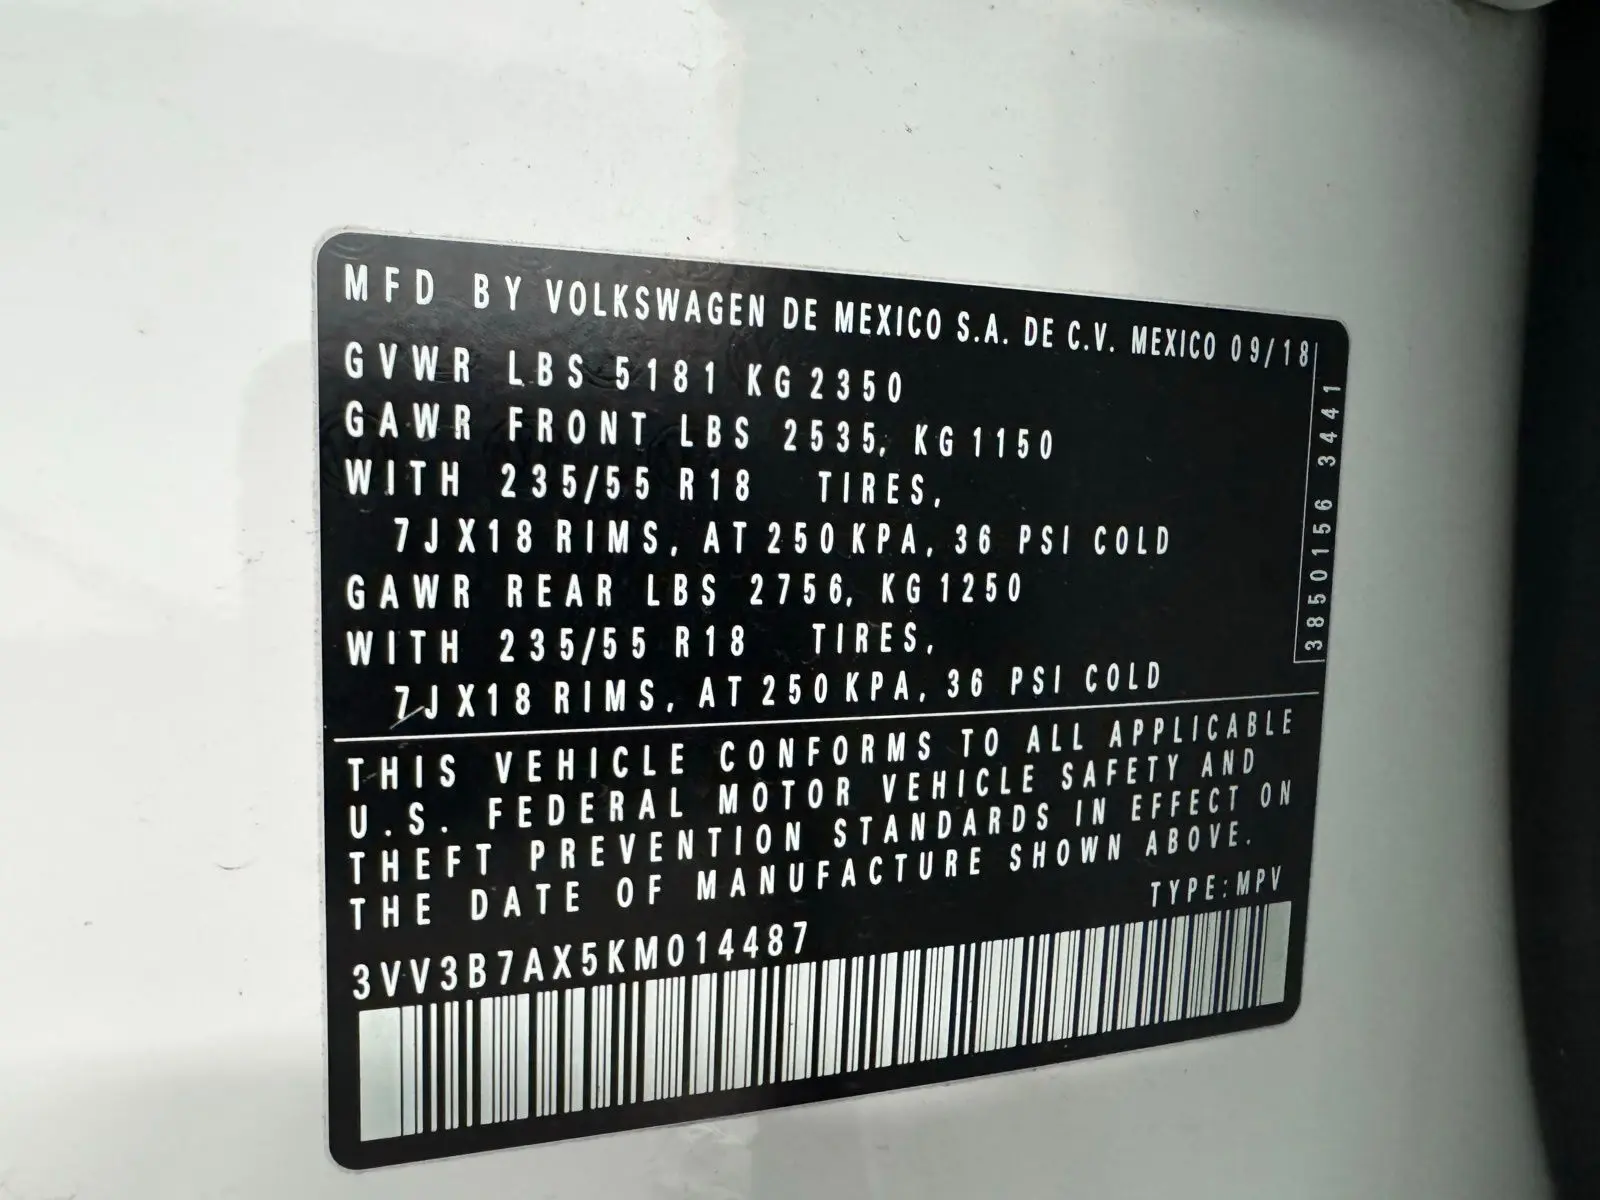 MFD BY VOLKSWAGEN DE MEXICO S.A. DE C.V. MEXICO 09/18
GVWR LBS 5181 KG 2350
GAWR FRONT LBS 2535, KG 1150
WITH 235/55 R18 TIRES,
7JX18 RIMS, AT 250 KPA, 36 PSI COLD
GAWR REAR LBS 2756, KG 1250
WITH 235/55 R18 TIRES,
7JX18 RIMS, AT 250 KPA, 36 PSI COLD
3850156 3441
THIS VEHICLE CONFORMS TO ALL APPLICABLE
U.S. FEDERAL MOTOR VEHICLE SAFETY AND
THEFT PREVENTION STANDARDS IN EFFECT ON
THE DATE OF MANUFACTURE SHOWN ABOVE.
TYPE: MPV
3VV3B7AX5KM014487